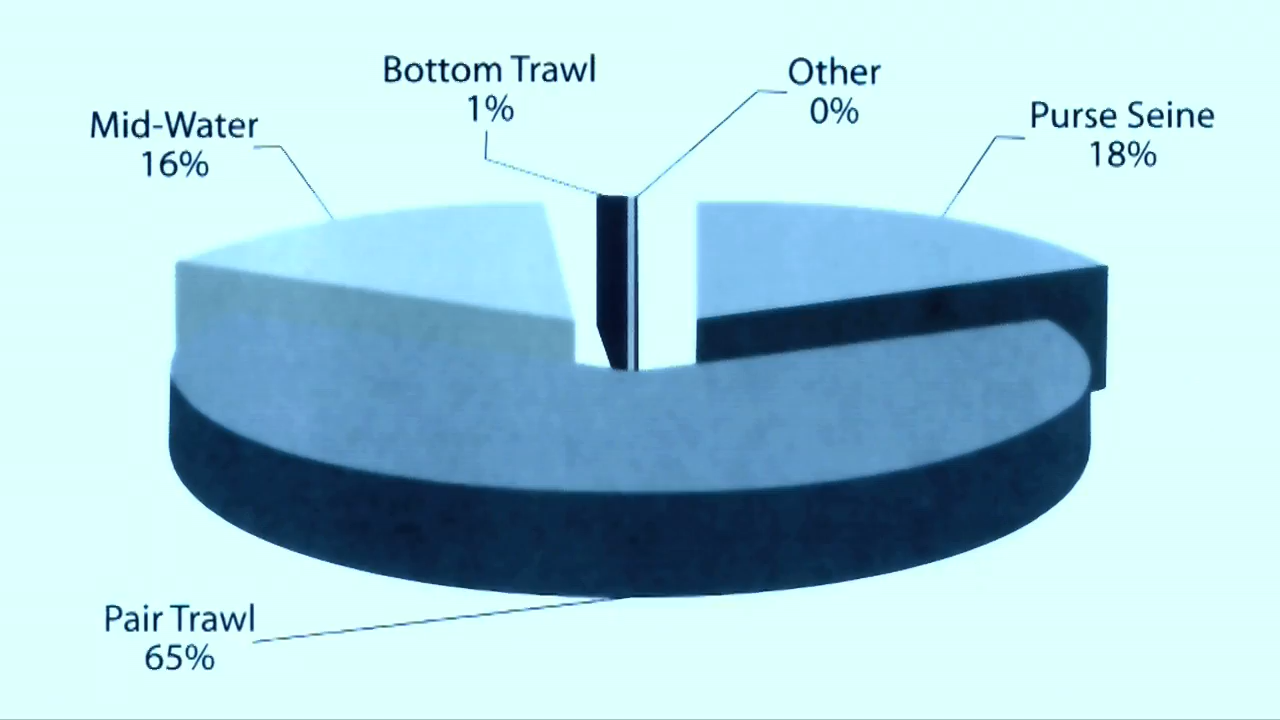 Bottom Trawl
1%
Other
0%
Mid-Water
16%
Purse Seine
18%
Pair Trawl
65%